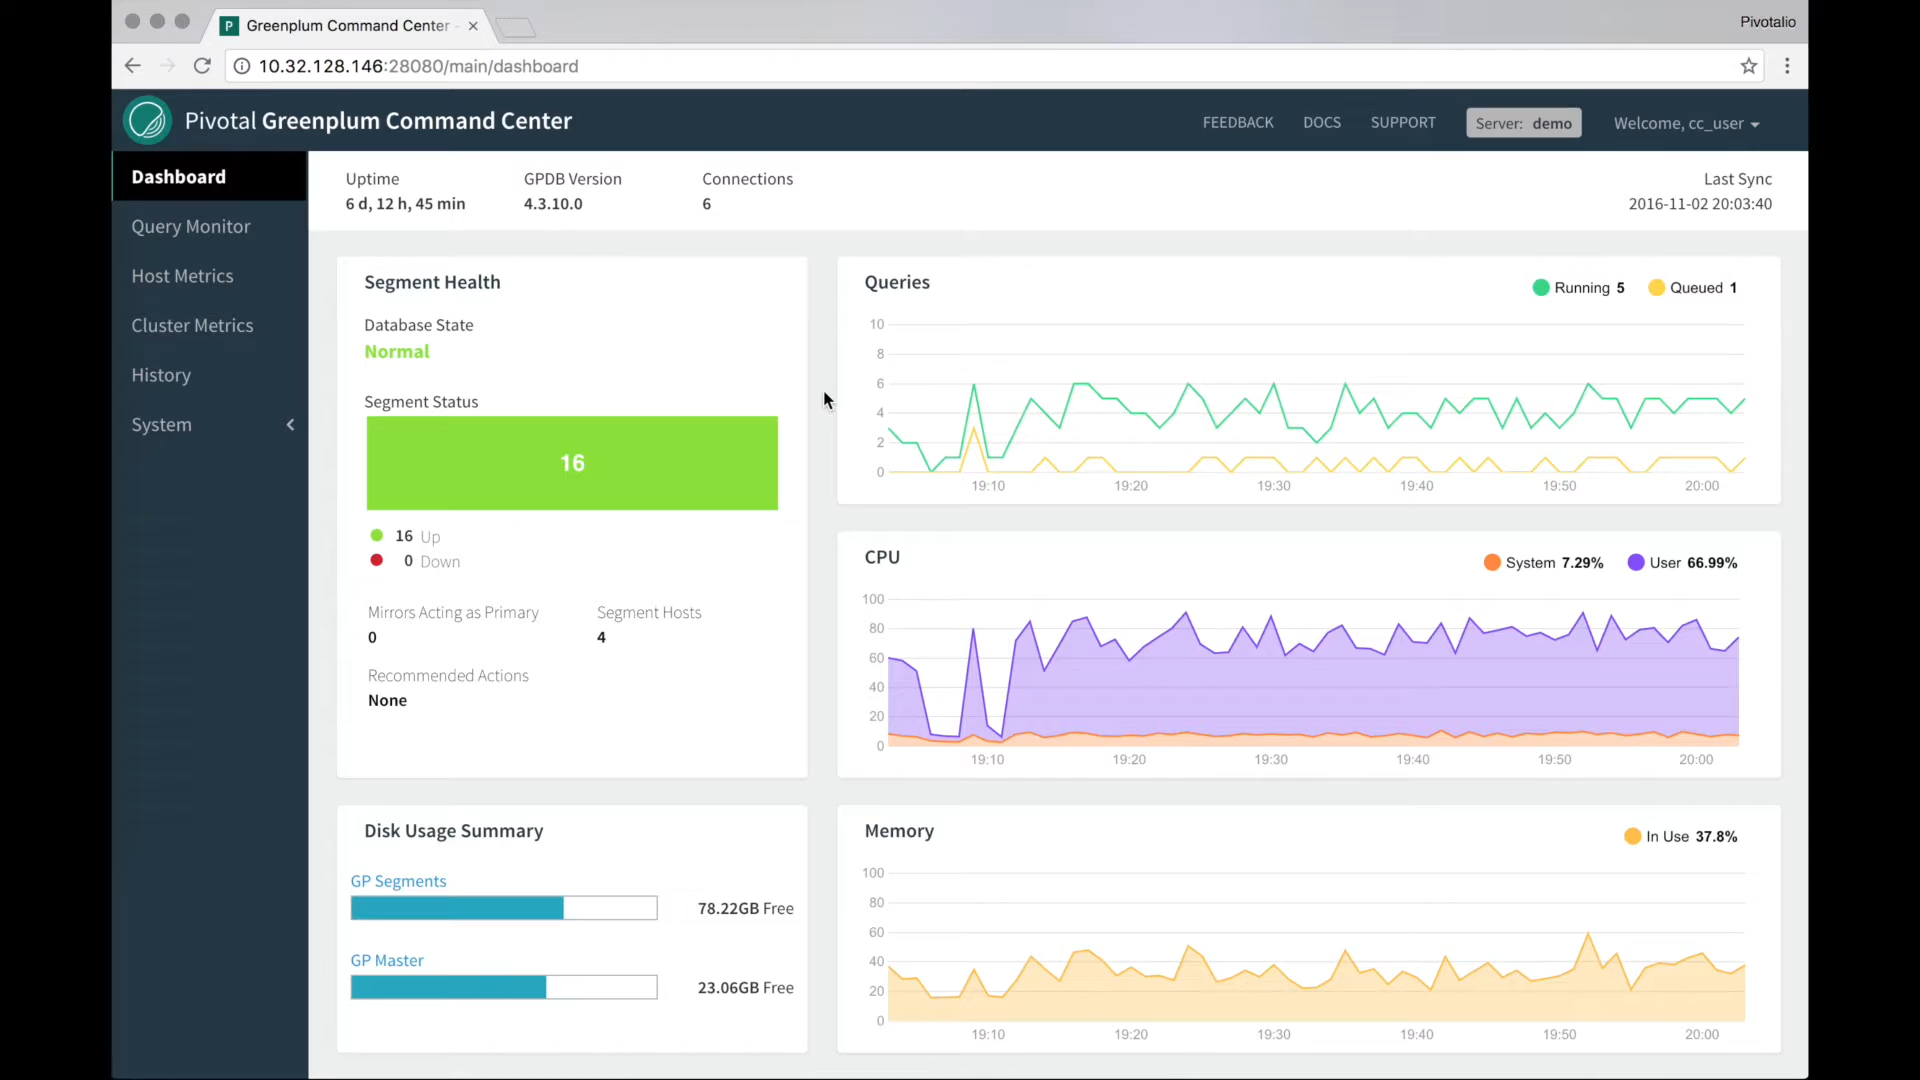 P Greenplum Command Center -
Pivotalio
10.32.128.146:28080/main/dashboard
Pivotal Greenplum Command Center
FEEDBACK DOCS SUPPORT Server: demo Welcome, cc_user
Dashboard
Query Monitor
Host Metrics
Cluster Metrics
History
System
Uptime
6 d, 12 h, 45 min
GPDB Version
4.3.10.0
Connections
6
Last Sync
2016-11-02 20:03:40
Segment Health
Database State
Normal
Segment Status
16
16 Up
0 Down
Mirrors Acting as Primary
0
Segment Hosts
4
Recommended Actions
None
Queries
Running 5 Queued 1
10
8
6
4
2
0
19:10 19:20 19:30 19:40 19:50 20:00
CPU
System 7.29% User 66.99%
100
80
60
40
20
0
19:10 19:20 19:30 19:40 19:50 20:00
Disk Usage Summary
GP Segments
78.22GB Free
GP Master
23.06GB Free
Memory
In Use 37.8%
100
80
60
40
20
0
19:10 19:20 19:30 19:40 19:50 20:00